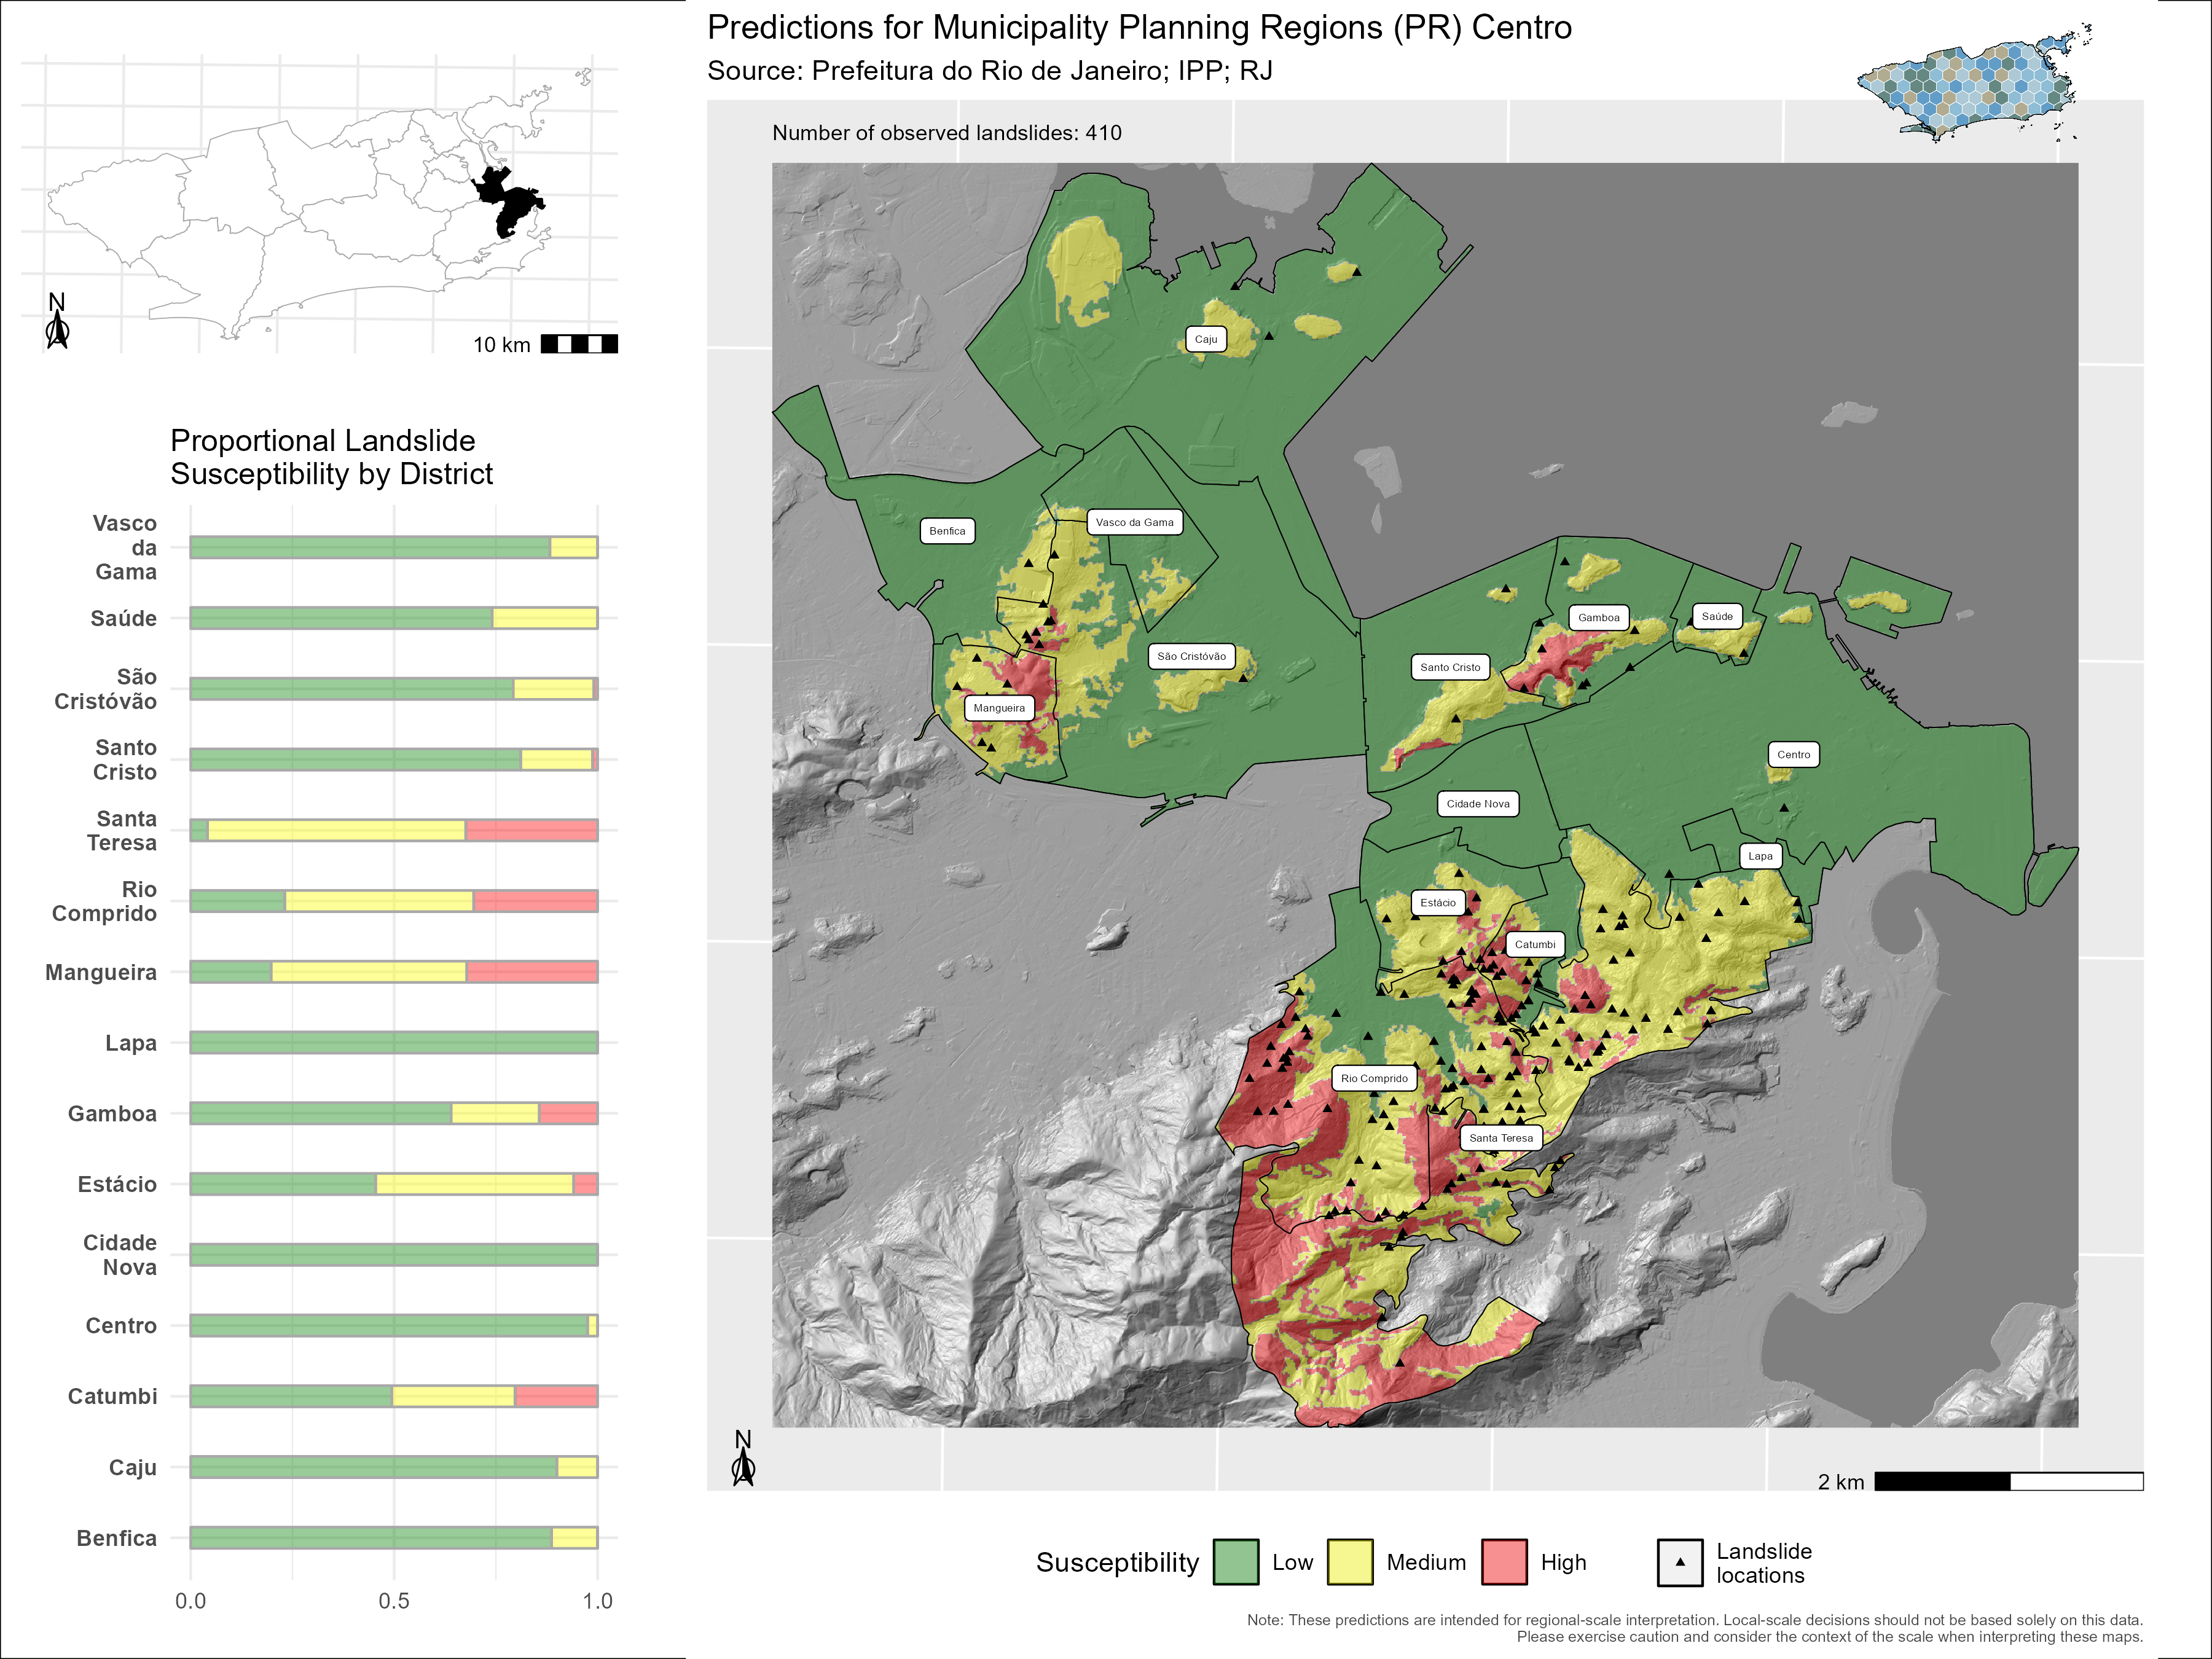 Predictions for Municipality Planning Regions (PR) Centro
Source: Prefeitura do Rio de Janeiro; IPP; RJ
Number of observed landslides: 410
N
10 km
Proportional Landslide
Susceptibility by District
Vasco
da
Gama
Saúde
São
Cristóvão
Santo
Cristo
Santa
Teresa
Rio
Comprido
Mangueira
Lapa
Gamboa
Estácio
Cidade
Nova
Centro
Catumbi
Caju
Benfica
0.0
0.5
1.0
Caju
Benfica
Vasco da Gama
São Cristóvão
Mangueira
Gamboa
Saúde
Santo Cristo
Centro
Cidade Nova
Lapa
Estácio
Catumbi
Rio Comprido
Santa Teresa
N
2 km
Susceptibility
Low
Medium
High
Landslide
locations
Note: These predictions are intended for regional-scale interpretation. Local-scale decisions should not be based solely on this data.
Please exercise caution and consider the context of the scale when interpreting these maps.